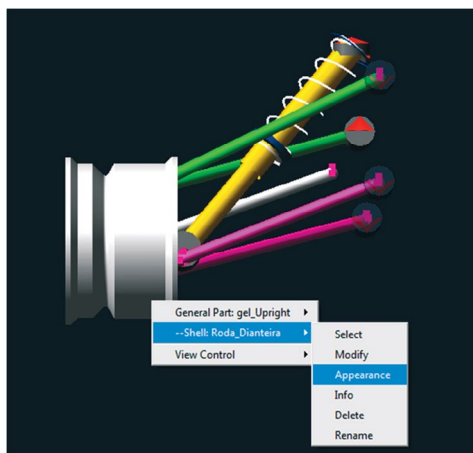 General Part: gel_Upright
--Shell: Roda_Dianteira
View Control
Select
Modify
Appearance
Info
Delete
Rename